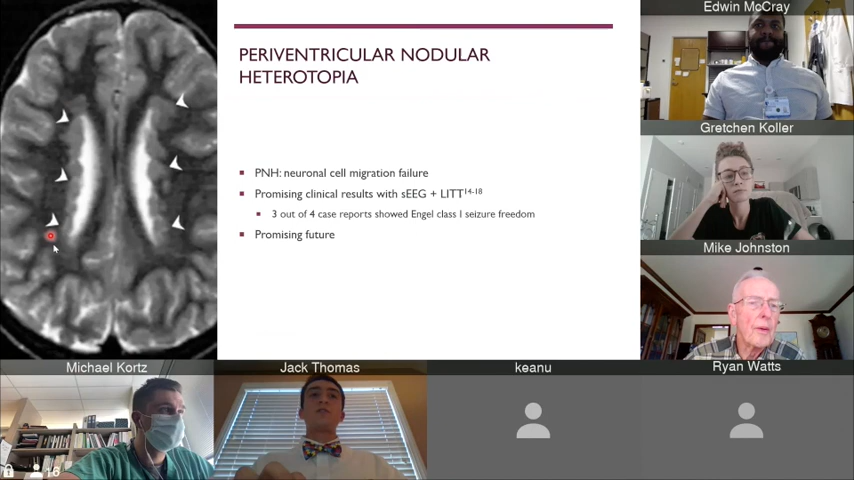 Edwin McCray
PERIVENTRICULAR NODULAR
HETEROTOPIA
Gretchen Koller
PNH: neuronal cell migration failure
Promising clinical results with sEEG + LITT14-18
3 out of 4 case reports showed Engel class I seizure freedom
Promising future
Mike Johnston
Michael Kortz
Jack Thomas
keanu
Ryan Watts
16